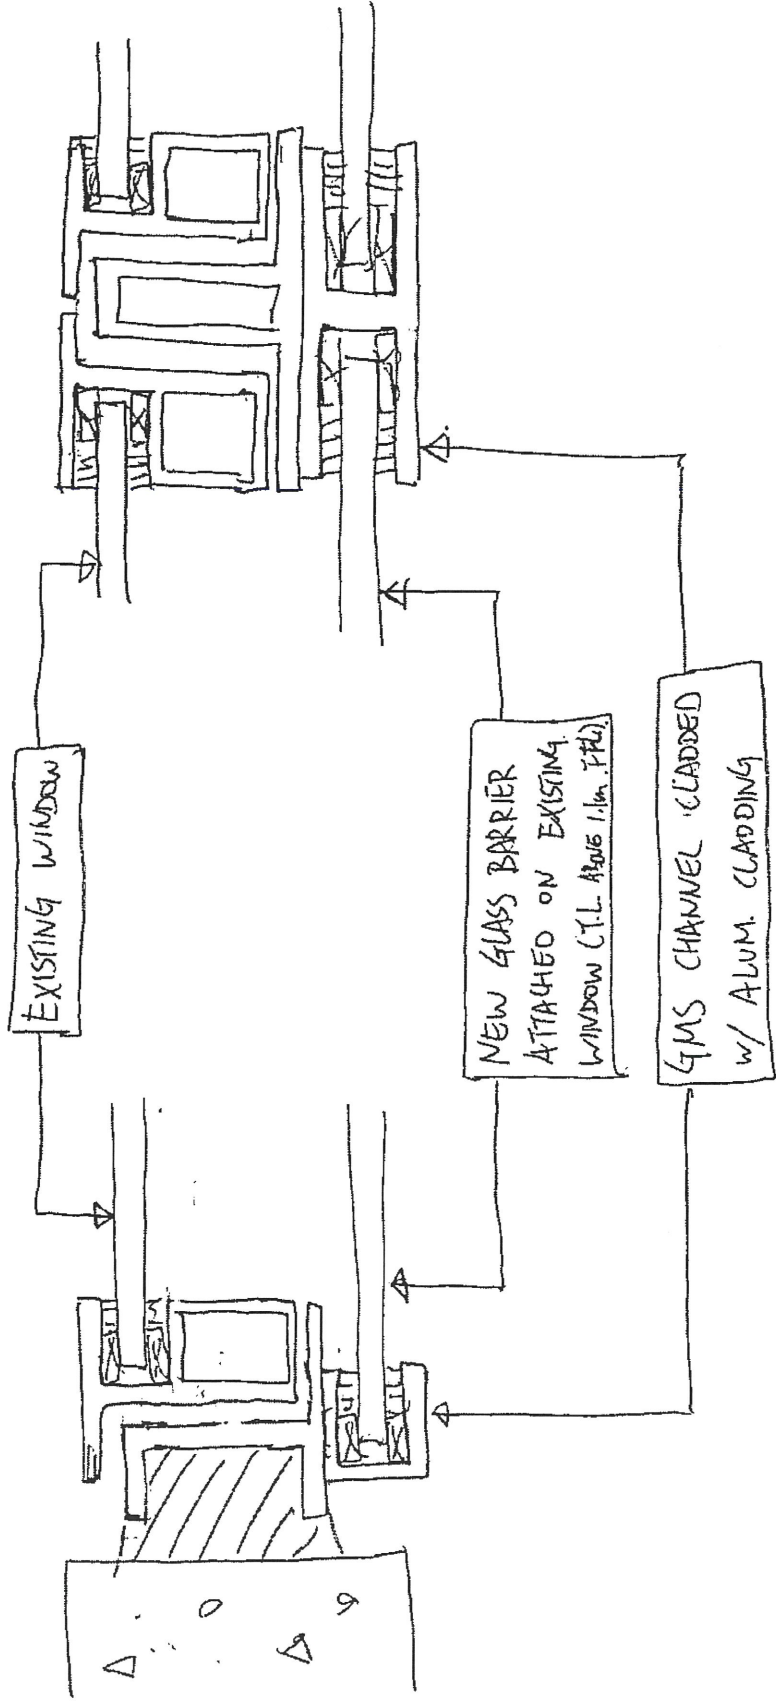 EXISTING WINDOW
NEW GLASS BARRIER
ATTACHED ON EXISTING
WINDOW (T.L. ABOVE 1.1m. FFL).
GMS CHANNEL CLADDED
W/ ALUM. CLADDING